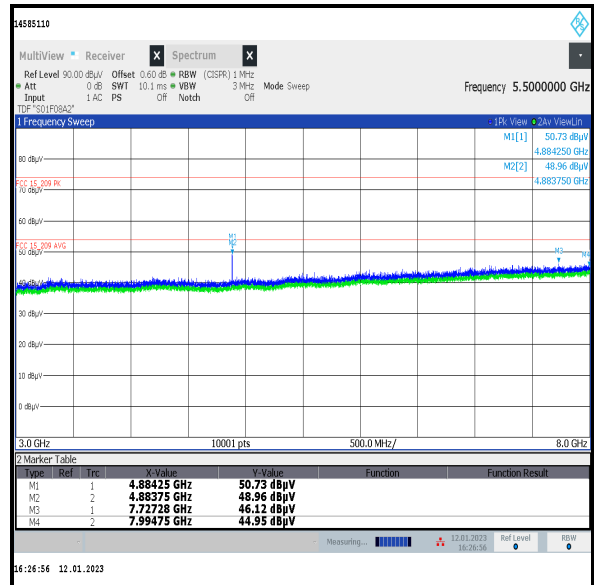 14585110
MultiView Receiver X Spectrum X
Ref Level 90.00 dBµV Offset 0.60 dB RBW (CISPR) 1 MHz
Att 0 dB SWT 10.1 ms VBW 3 MHz Mode Sweep Frequency 5.5000000 GHz
Input 1 AC PS Off Notch Off
TDF "S01F08A2"
1 Frequency Sweep 1Pk View 2Av ViewLin
M1[1] 50.73 dBµV
4.884250 GHz
80 dBµV
M2[2] 48.96 dBµV
4.883750 GHz
FCC 15_209 PK
70 dBµV
60 dBµV
M1
M2
FCC 15_209 AVG
50 dBµV
M3
M4
40 dBµV
30 dBµV
20 dBµV
10 dBµV
0 dBµV
3.0 GHz 10001 pts 500.0 MHz/ 8.0 GHz
2 Marker Table
Type Ref Trc X-Value Y-Value Function Function Result
M1 1 4.88425 GHz 50.73 dBµV
M2 2 4.88375 GHz 48.96 dBµV
M3 1 7.72728 GHz 46.12 dBµV
M4 2 7.99475 GHz 44.95 dBµV
Measuring... 12.01.2023 Ref Level RBW
16:26:56
16:26:56 12.01.2023